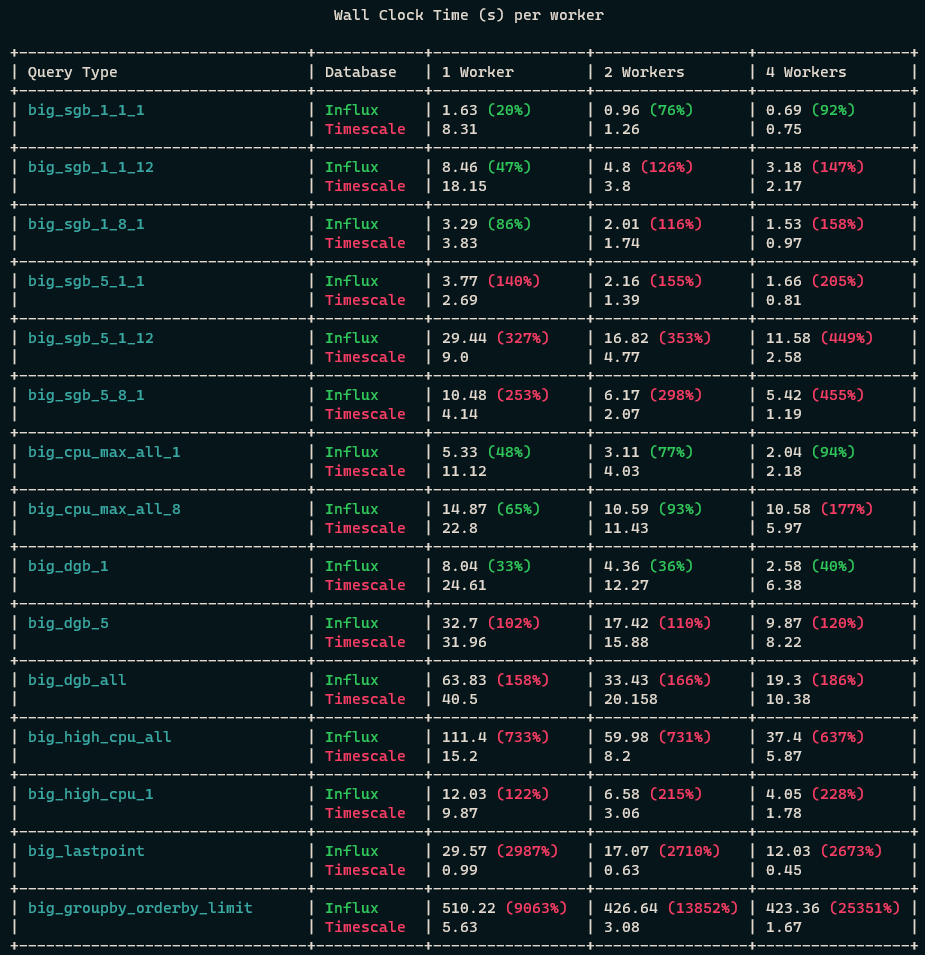 Wall Clock Time (s) per worker
| Query Type | Database | 1 Worker | 2 Workers | 4 Workers |
| big_sgb_1_1_1 | Influx | 1.63 (20%) | 0.96 (76%) | 0.69 (92%) |
| | Timescale | 8.31 | 1.26 | 0.75 |
| big_sgb_1_1_12 | Influx | 8.46 (47%) | 4.8 (126%) | 3.18 (147%) |
| | Timescale | 18.15 | 3.8 | 2.17 |
| big_sgb_1_8_1 | Influx | 3.29 (86%) | 2.01 (116%) | 1.53 (158%) |
| | Timescale | 3.83 | 1.74 | 0.97 |
| big_sgb_5_1_1 | Influx | 3.77 (140%) | 2.16 (155%) | 1.66 (205%) |
| | Timescale | 2.69 | 1.39 | 0.81 |
| big_sgb_5_1_12 | Influx | 29.44 (327%) | 16.82 (353%) | 11.58 (449%) |
| | Timescale | 9.0 | 4.77 | 2.58 |
| big_sgb_5_8_1 | Influx | 10.48 (253%) | 6.17 (298%) | 5.42 (455%) |
| | Timescale | 4.14 | 2.07 | 1.19 |
| big_cpu_max_all_1 | Influx | 5.33 (48%) | 3.11 (77%) | 2.04 (94%) |
| | Timescale | 11.12 | 4.03 | 2.18 |
| big_cpu_max_all_8 | Influx | 14.87 (65%) | 10.59 (93%) | 10.58 (177%) |
| | Timescale | 22.8 | 11.43 | 5.97 |
| big_dgb_1 | Influx | 8.04 (33%) | 4.36 (36%) | 2.58 (40%) |
| | Timescale | 24.61 | 12.27 | 6.38 |
| big_dgb_5 | Influx | 32.7 (102%) | 17.42 (110%) | 9.87 (120%) |
| | Timescale | 31.96 | 15.88 | 8.22 |
| big_dgb_all | Influx | 63.83 (158%) | 33.43 (166%) | 19.3 (186%) |
| | Timescale | 40.5 | 20.158 | 10.38 |
| big_high_cpu_all | Influx | 111.4 (733%) | 59.98 (731%) | 37.4 (637%) |
| | Timescale | 15.2 | 8.2 | 5.87 |
| big_high_cpu_1 | Influx | 12.03 (122%) | 6.58 (215%) | 4.05 (228%) |
| | Timescale | 9.87 | 3.06 | 1.78 |
| big_lastpoint | Influx | 29.57 (2987%) | 17.07 (2710%) | 12.03 (2673%) |
| | Timescale | 0.99 | 0.63 | 0.45 |
| big_groupby_orderby_limit | Influx | 510.22 (9063%) | 426.64 (13852%) | 423.36 (25351%) |
| | Timescale | 5.63 | 3.08 | 1.67 |